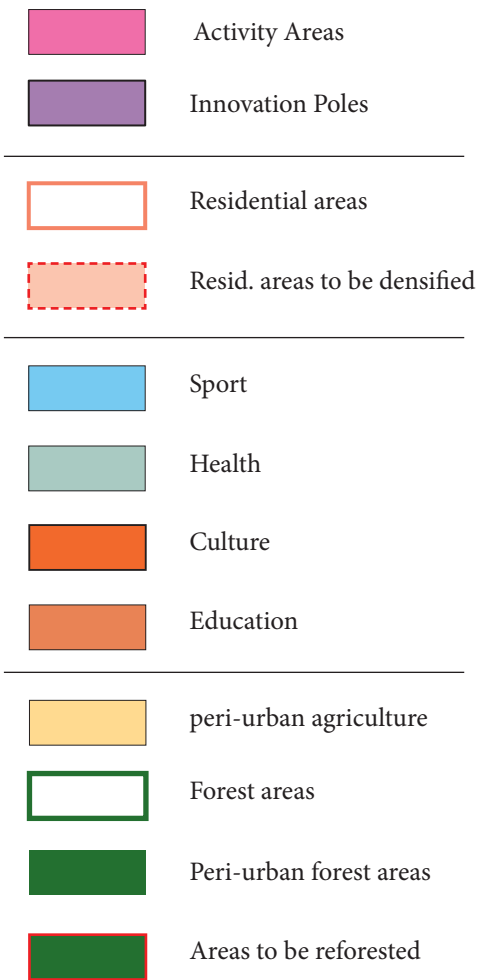 Activity Areas
Innovation Poles
Residential areas
Resid. areas to be densified
Sport
Health
Culture
Education
peri-urban agriculture
Forest areas
Peri-urban forest areas
Areas to be reforested